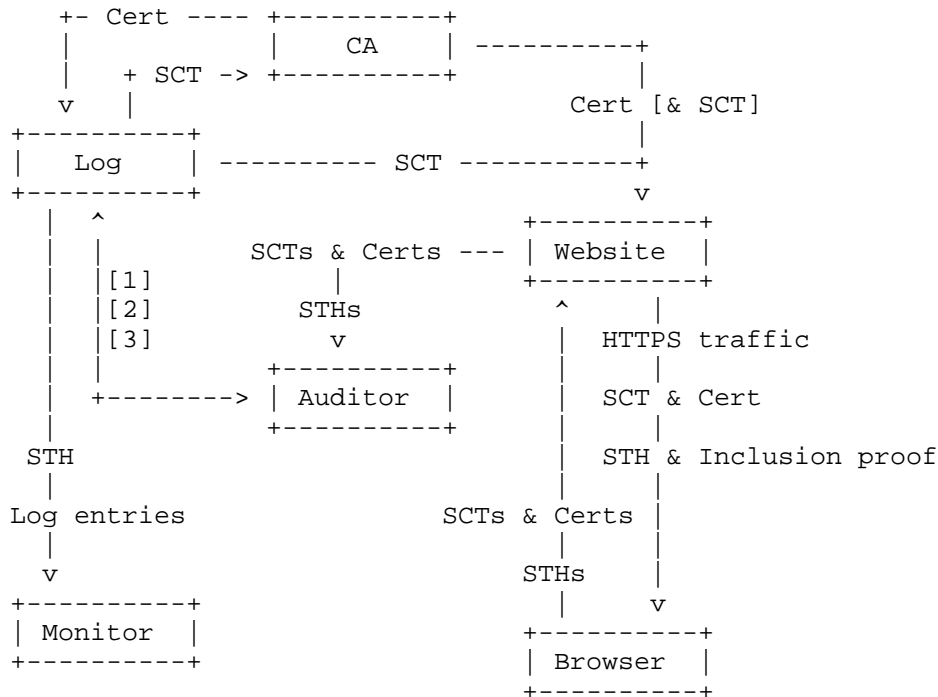 +- Cert ---- +----------+
|             |    CA    | ----------+
|   + SCT -> +----------+           |
v   |                           Cert [& SCT]
+----------+                        |
|   Log    | ---------- SCT -----------+
+----------+                        v
|  ^                          +----------+
|  |         SCTs & Certs --- | Website  |
|  |[1]           |           +----------+
|  |[2]         STHs            ^     |
|  |[3]           v             |  HTTPS traffic
|  |          +----------+      |     |
|  +--------> | Auditor  |      |  SCT & Cert
|             +----------+      |     |
STH                             |  STH & Inclusion proof
|                               |     |
Log entries             SCTs & Certs |
|                               |     |
v                             STHs    |
+----------+                    |     v
| Monitor  |                  +----------+
+----------+                  | Browser  |
+----------+